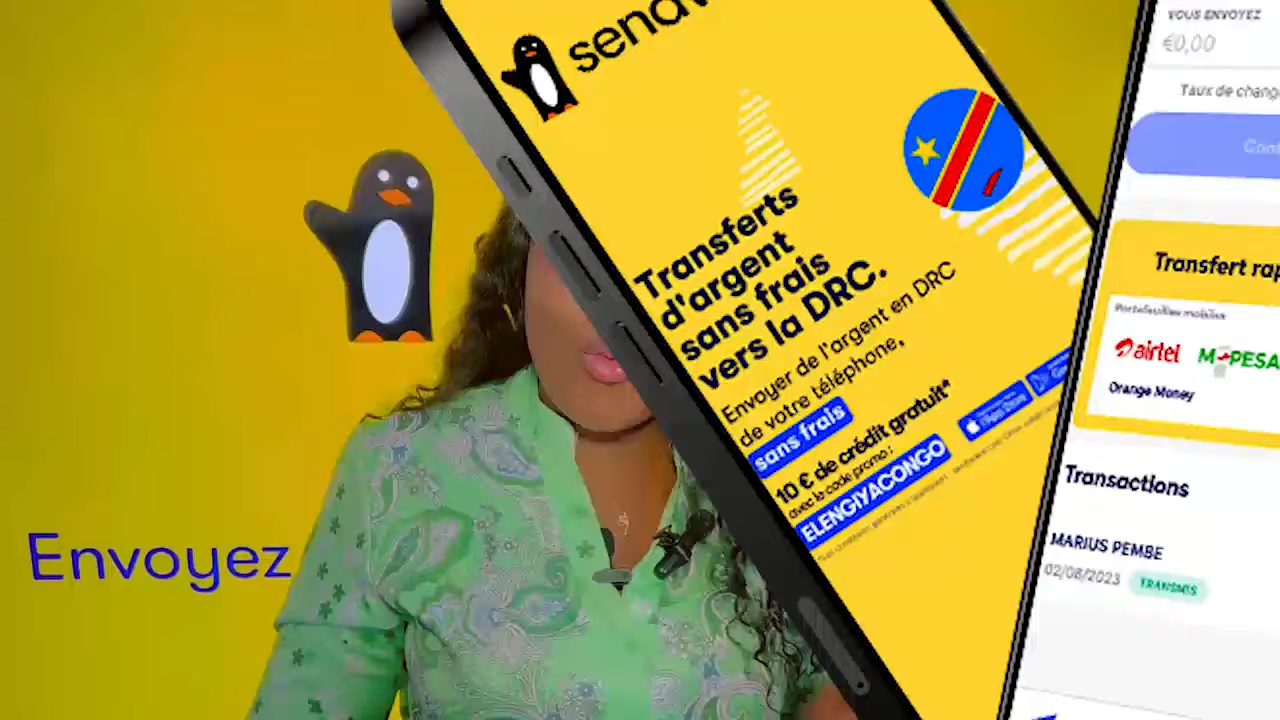 Envoyez
Transferts
d'argent
sans frais
vers la DRC.
Envoyer de l'argent en DRC
de votre téléphone,
sans frais
10 € de crédit gratuit*
avec le code promo :
ELENGIYACONGO
VOUS ENVOYEZ
€0,00
Taux de chang
Transfert rap
Portefeuilles mobiles
airtel M-PESA
Orange Money
Transactions
MARIUS PEMBE
02/08/2023 TRANSMIS